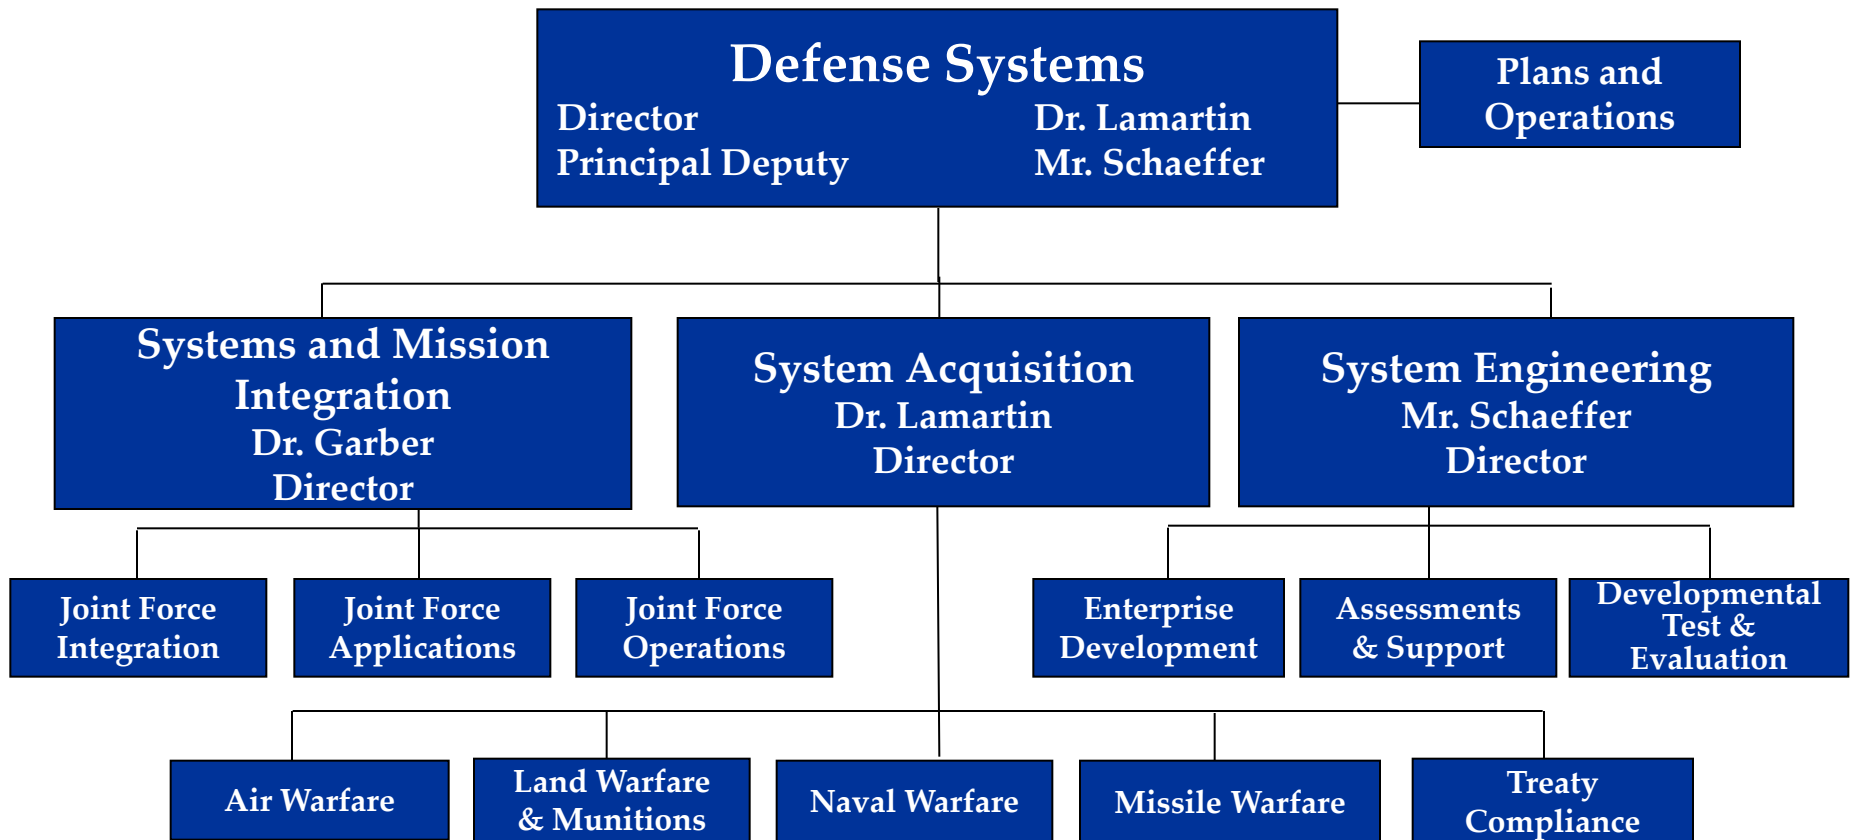 Defense Systems
Director Dr. Lamartin
Principal Deputy Mr. Schaeffer
Plans and
Operations
Systems and Mission
Integration
Dr. Garber
Director
System Acquisition
Dr. Lamartin
Director
System Engineering
Mr. Schaeffer
Director
Joint Force
Integration
Joint Force
Applications
Joint Force
Operations
Enterprise
Development
Assessments
& Support
Developmental
Test &
Evaluation
Air Warfare
Land Warfare
& Munitions
Naval Warfare
Missile Warfare
Treaty
Compliance